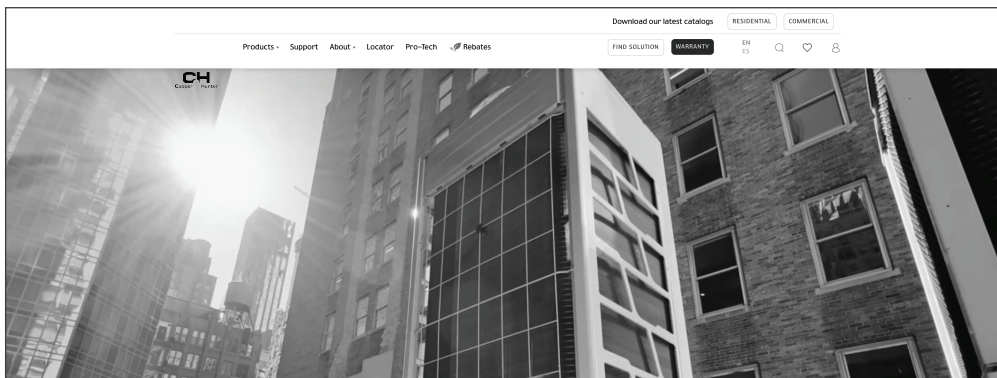 Download our latest catalogs RESIDENTIAL COMMERCIAL
Products Support About Locator Pro-Tech Rebates FIND SOLUTION WARRANTY EN
ES
CH
Cooper Hunter